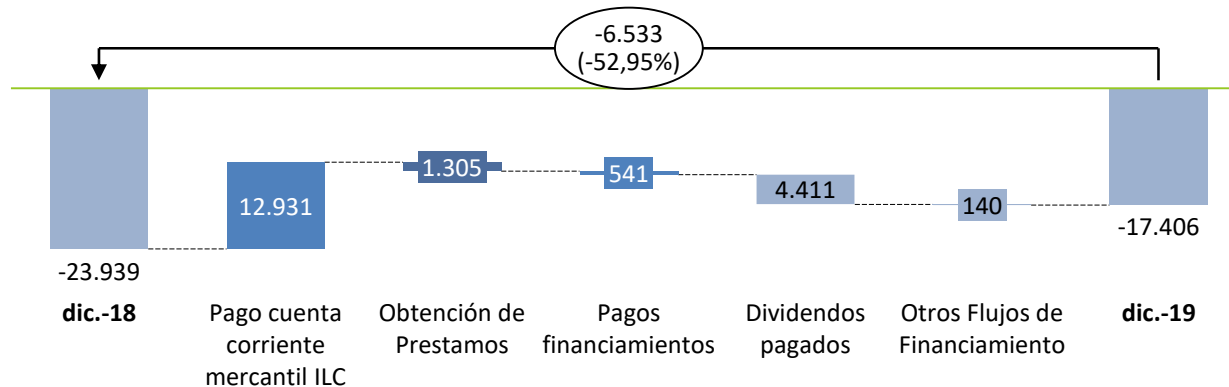 -6.533
(-52,95%)
12.931
1.305
541
4.411
140
-23.939
-17.406
dic.-18
Pago cuenta
corriente
mercantil ILC
Obtención de
Prestamos
Pagos
financiamientos
Dividendos
pagados
Otros Flujos de
Financiamiento
dic.-19